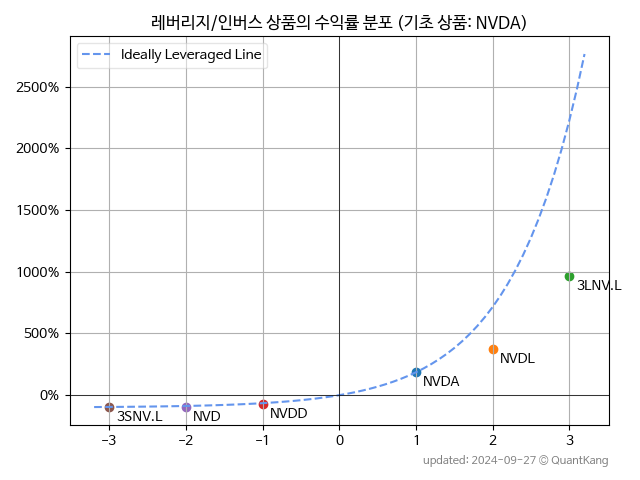 레버리지/인버스 상품의 수익률 분포 (기초 상품: NVDA)
Ideally Leveraged Line
2500%
2000%
1500%
1000%
500%
0%
3LNV.L
NVDL
NVDA
3SNV.L
NVD
NVDD
−3
−2
−1
0
1
2
3
updated: 2024-09-27 © QuantKang